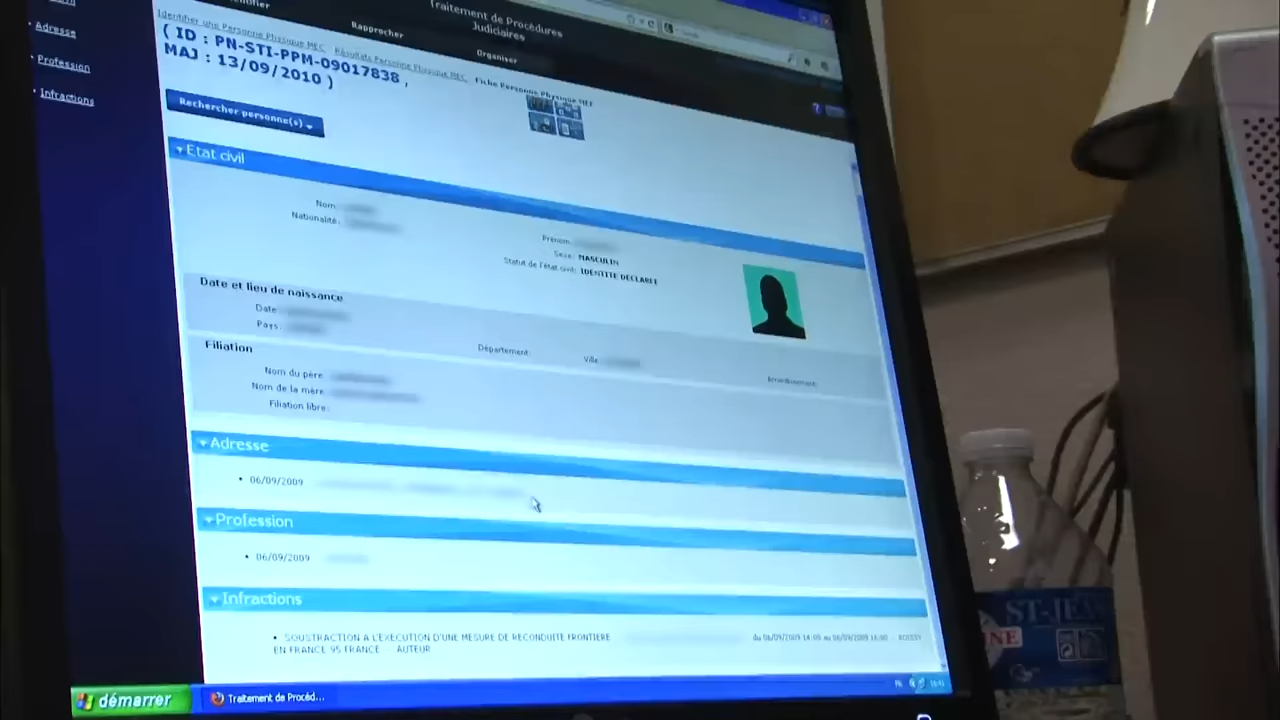 Adresse
Profession
Infractions
Rapprocher
Traitement de Procédures
Judiciaires
Organiser
Identifier une Personne Physique MEC
Résultats Personne Physique MEC
Fiche Personne Physique MEC
( ID : PN-STI-PPM-09017838 ,
MAJ : 13/09/2010 )
Rechercher personne(s)
Etat civil
Nom:
Nationalité:
Prénom:
Sexe: MASCULIN
Statut de l'état civil: IDENTITE DECLAREE
Date et lieu de naissance
Date
Pays:
Département:
Ville
Arrondissement:
Filiation
Nom du père
Nom de la mère
Filiation libre:
Adresse
• 06/09/2009
Profession
• 06/09/2009
Infractions
• SOUSTRACTION A L'EXECUTION D'UNE MESURE DE RECONDUITE FRONTIERE
du 06/09/2009 au 06/09/2009 - ROISSY
EN FRANCE 95 FRANCE AUTEUR
démarrer
Traitement de Procéd...
ST-JEA
INE